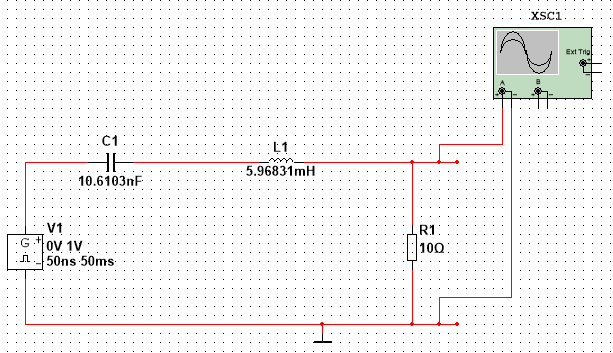 XSC1
Ext Trig
+
-
A
B
+ - + -
C1
10.6103nF
L1
5.96831mH
V1
G +
-
0V 1V
50ns 50ms
R1
10Ω